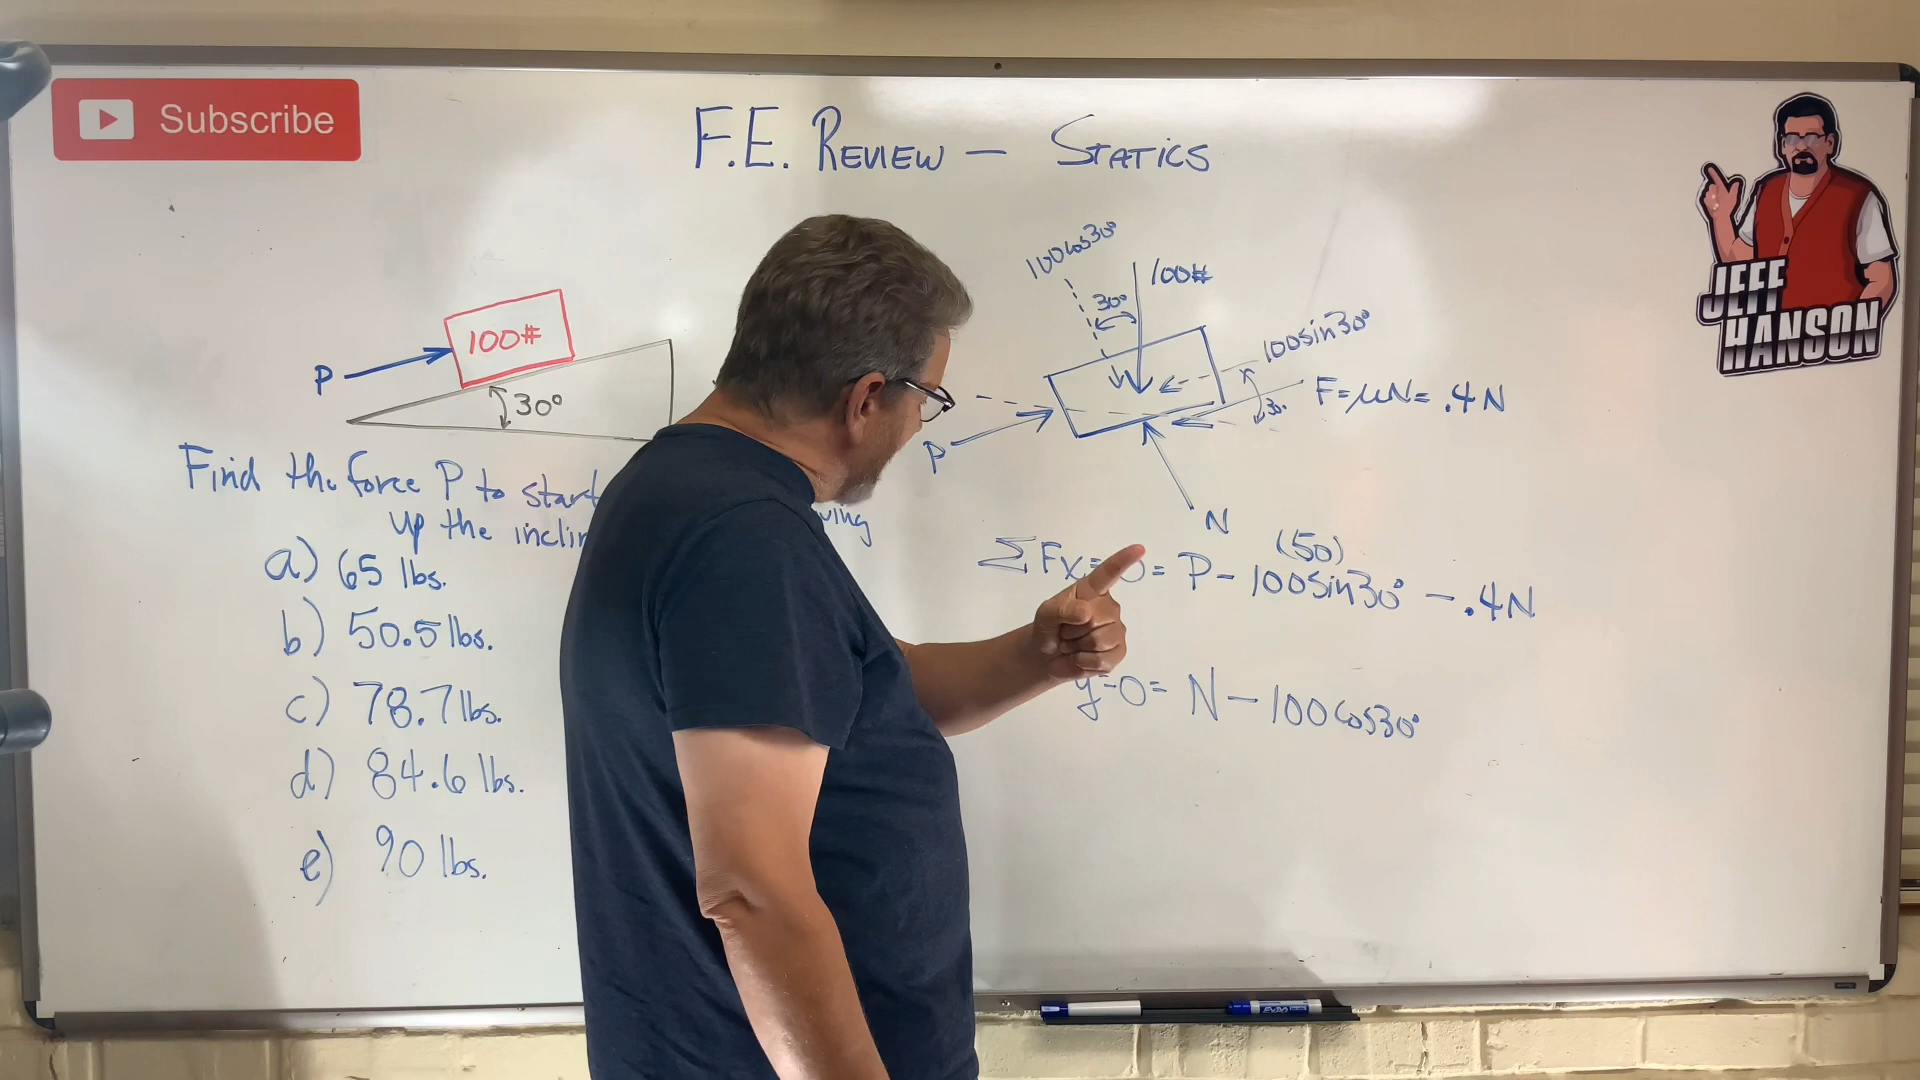 Subscribe
F.E. REVIEW — STATICS
JEFF
HANSON
100#
P
30°
Find the force P to start
up the
a) 65 lbs.
b) 50.5 lbs.
c) 78.7 lbs.
d) 84.6 lbs.
e) 90 lbs.
100cos30°
100#
30°
100sin30°
30°
F=μN= .4N
P
N
(50)
ΣFx=0= P - 100Sin30° - .4N
y=0= N - 100cos30°
EXPO